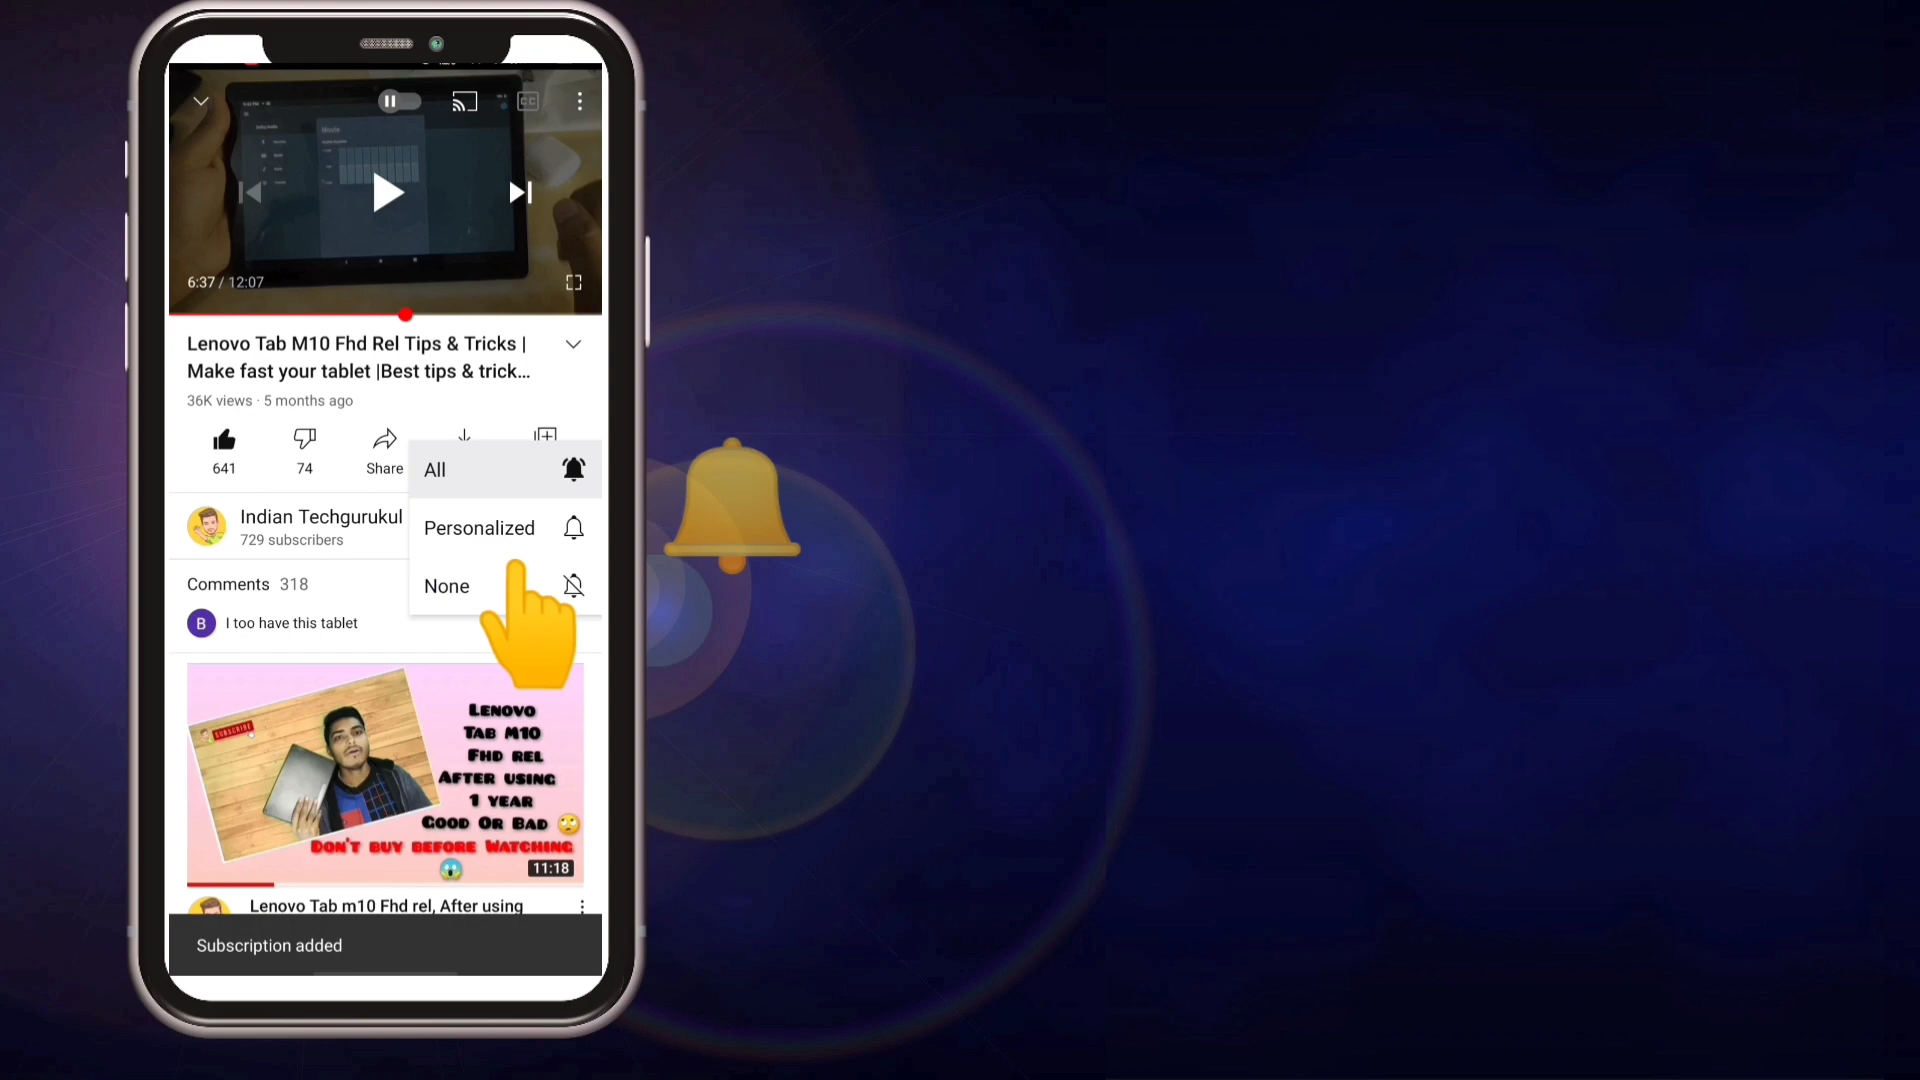 CC
6:37 / 12:07
Lenovo Tab M10 Fhd Rel Tips & Tricks |
Make fast your tablet |Best tips & trick...
36K views · 5 months ago
641
74
Share
All
Personalized
None
Indian Techgurukul
729 subscribers
Comments 318
B
I too have this tablet
SUBSCRIBE
Lenovo
Tab M10
Fhd rel
After using
1 year
Good Or Bad
Don't buy before Watching
11:18
Lenovo Tab m10 Fhd rel, After using
Subscription added